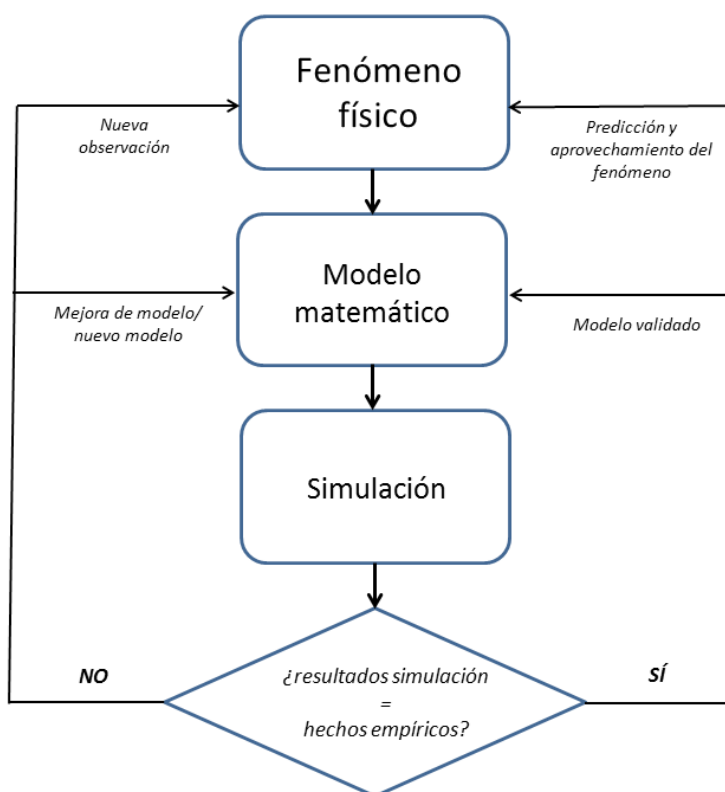 Fenómeno
físico
Nueva
observación
Predicción y
aprovechamiento del
fenómeno
Modelo
matemático
Mejora de modelo/
nuevo modelo
Modelo validado
Simulación
NO
¿resultados simulación
=
hechos empíricos?
SÍ